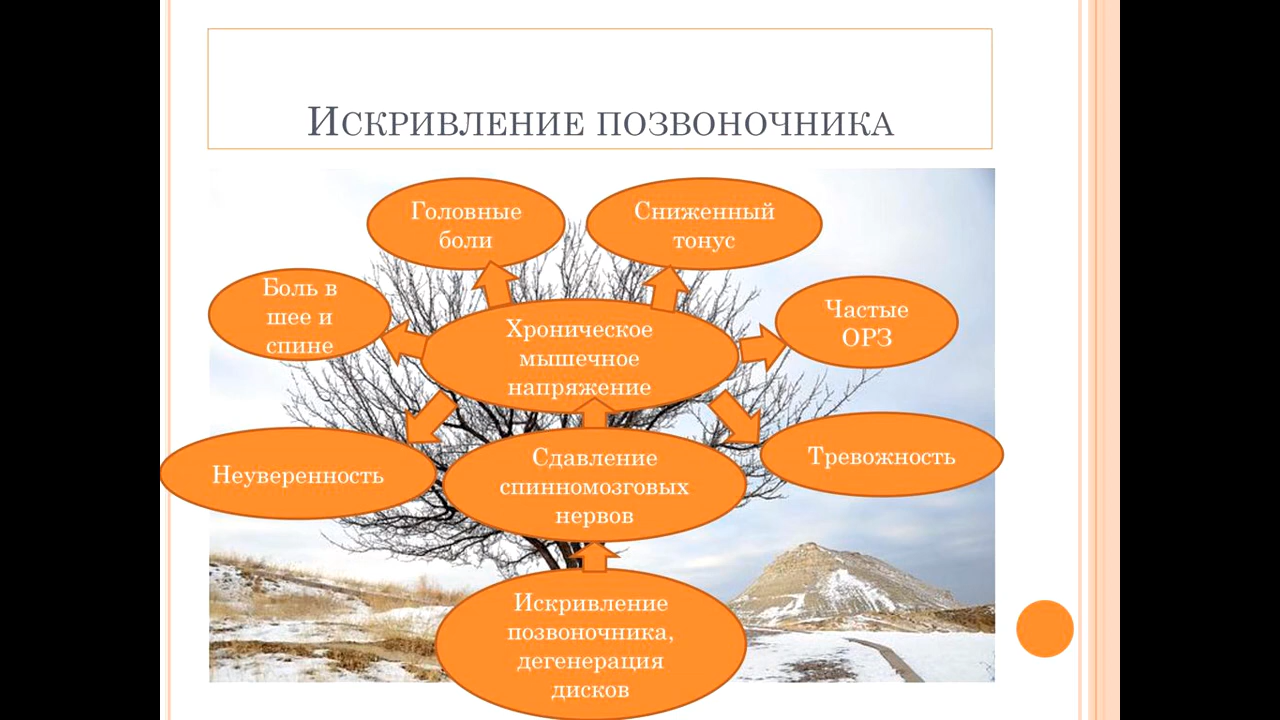 Искривление позвоночника
Головные
боли
Сниженный
тонус
Боль в
шее и
спине
Хроническое
мышечное
напряжение
Частые
ОРЗ
Неуверенность
Сдавление
спинномозговых
нервов
Тревожность
Искривление
позвоночника,
дегенерация
дисков